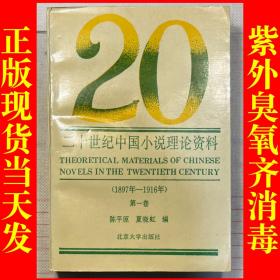 正版现货当天发
紫外臭氧齐消毒
20
二十世纪中国小说理论资料
THEORETICAL MATERIALS OF CHINESE
NOVELS IN THE TWENTIETH CENTURY
(1897年—1916年)
第一卷
陈平原 夏晓虹 编
北京大学出版社